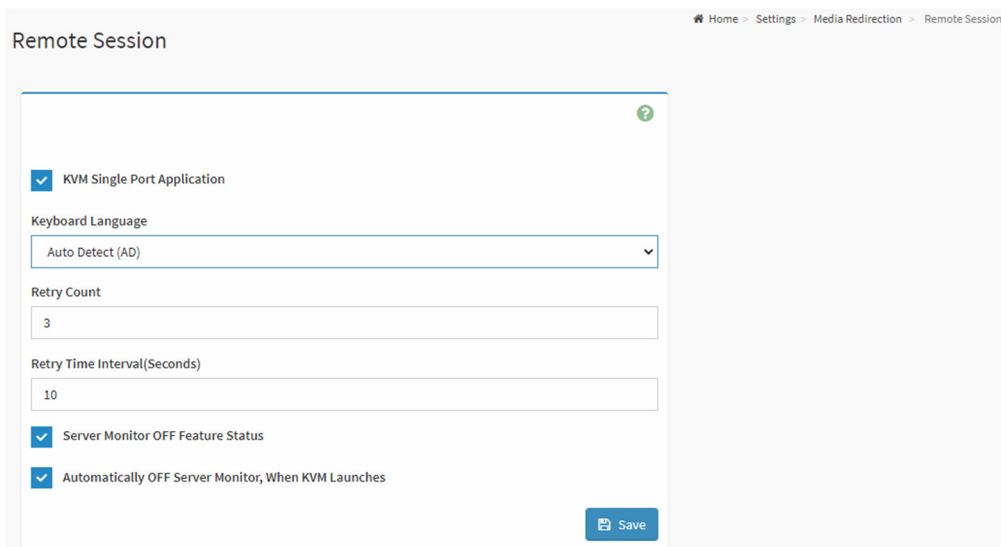 Home > Settings > Media Redirection > Remote Session
Remote Session
KVM Single Port Application
Keyboard Language
Auto Detect (AD)
Retry Count
3
Retry Time Interval(Seconds)
10
Server Monitor OFF Feature Status
Automatically OFF Server Monitor, When KVM Launches
Save